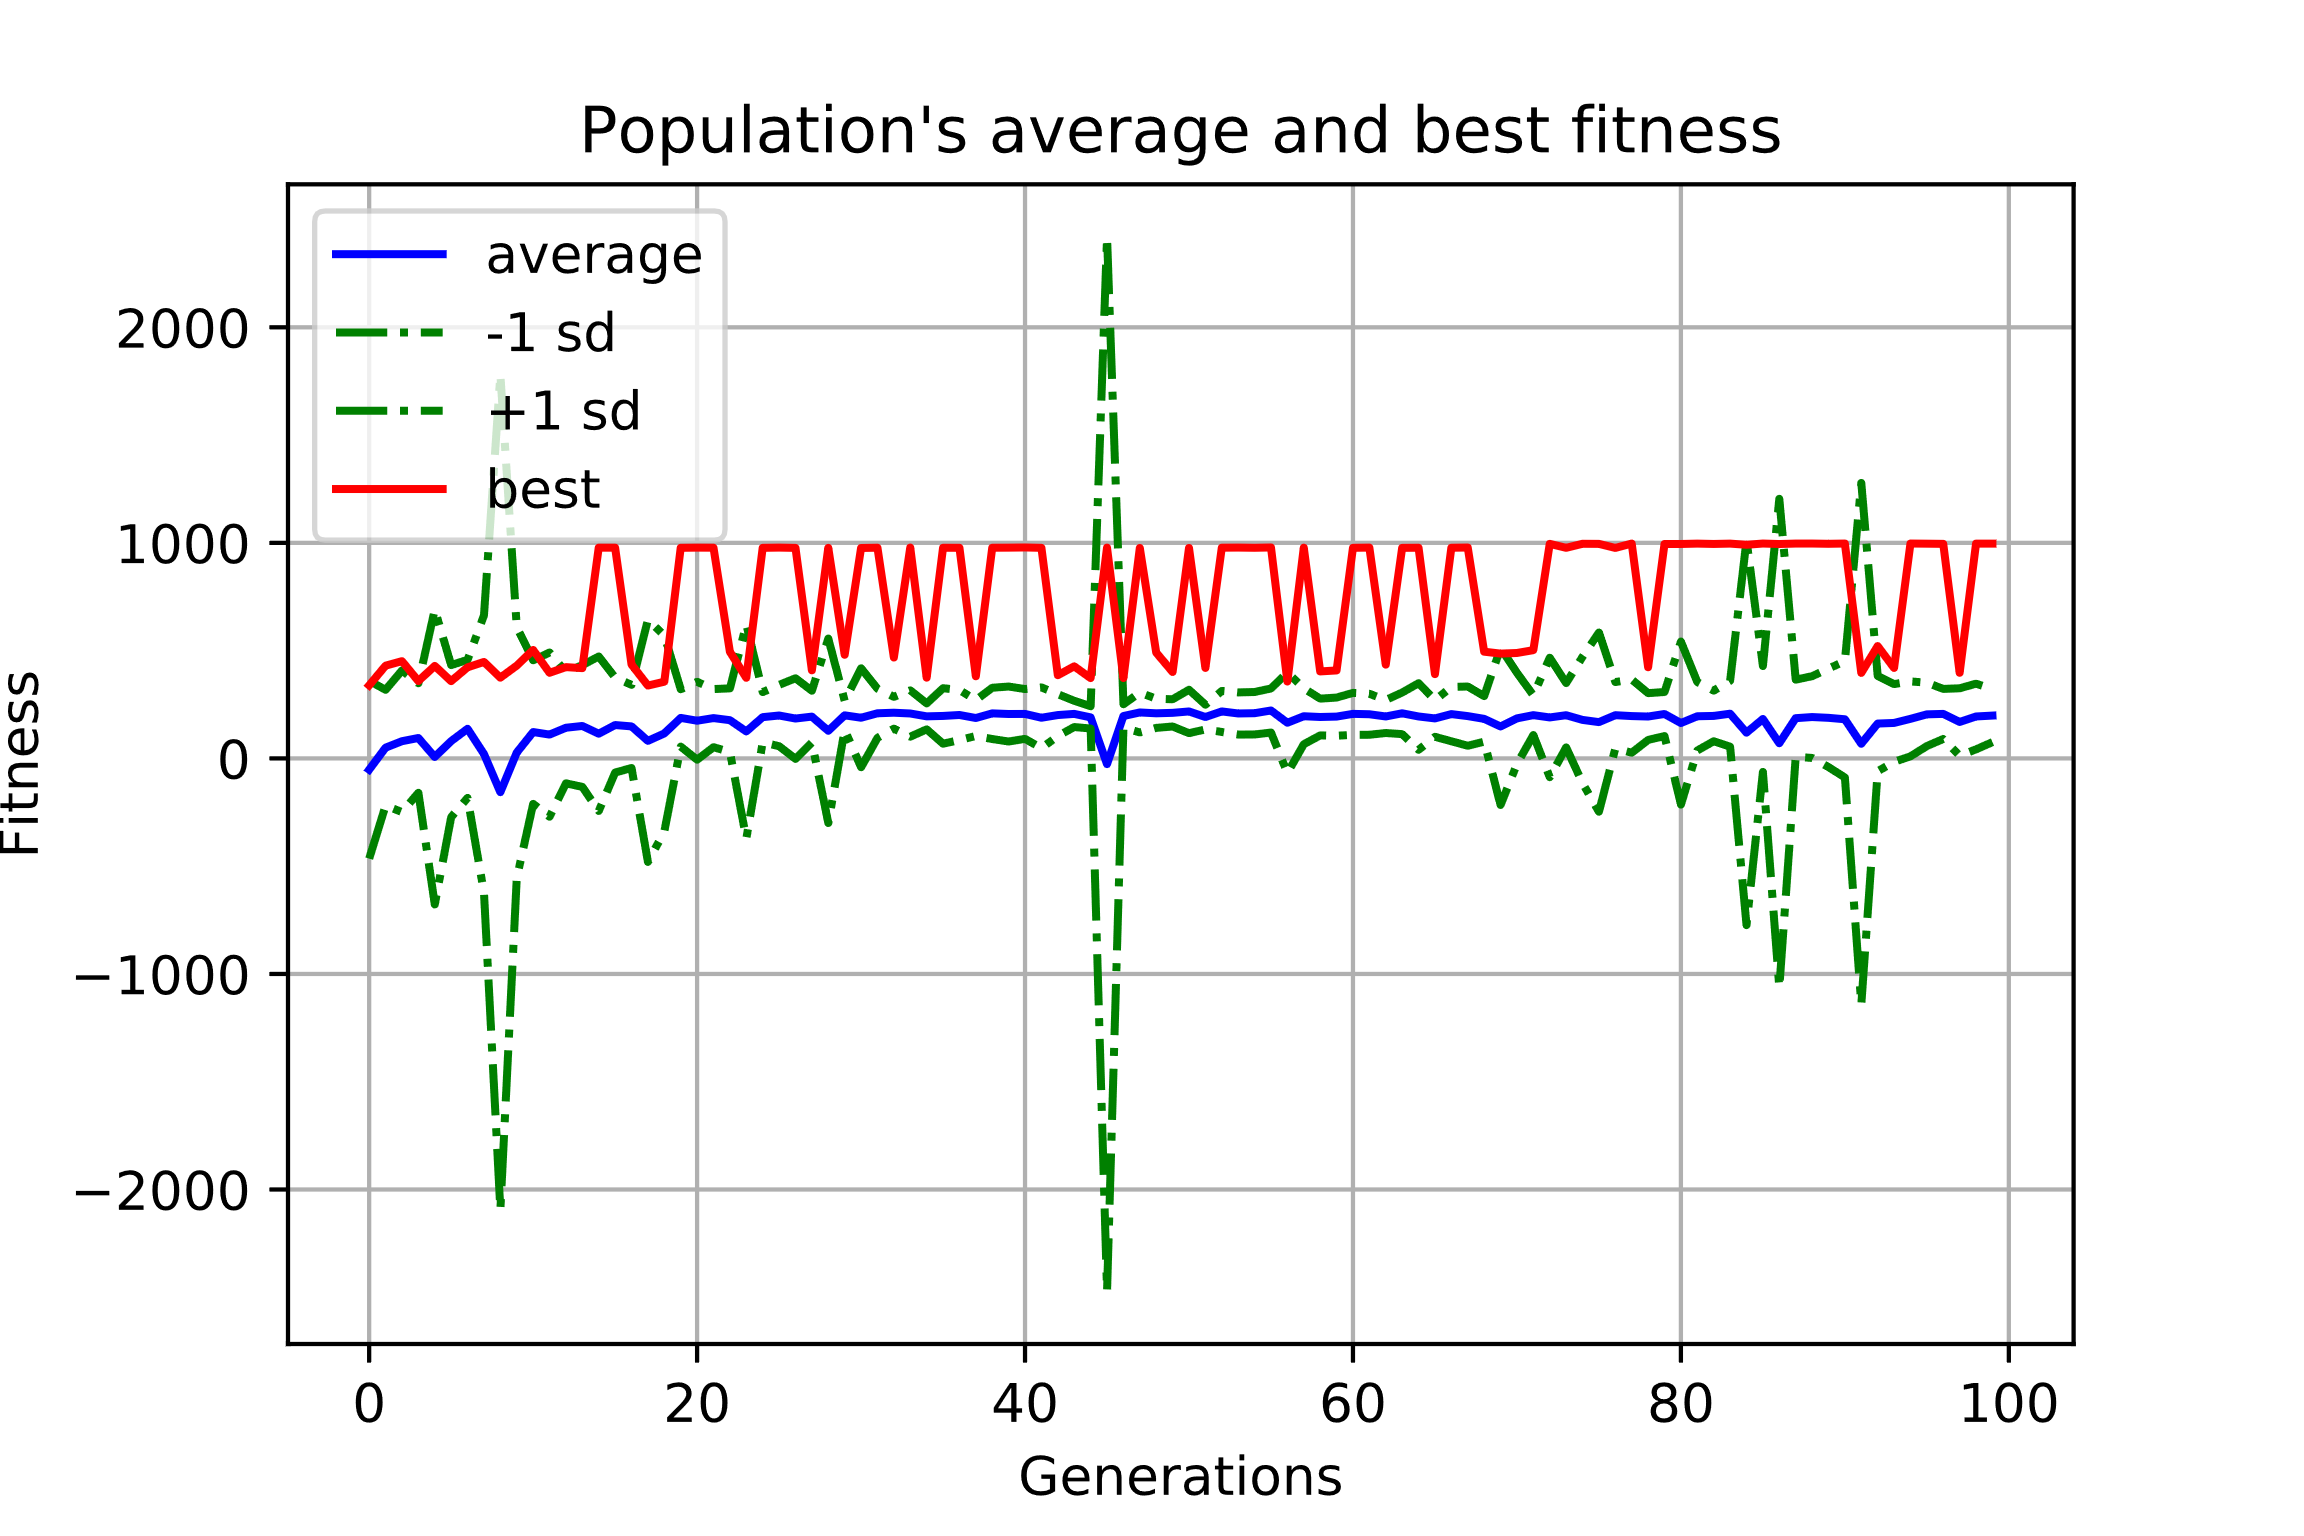 Population's average and best fitness
average
-1 sd
+1 sd
best
2000
1000
0
−1000
−2000
Fitness
0 20 40 60 80 100
Generations